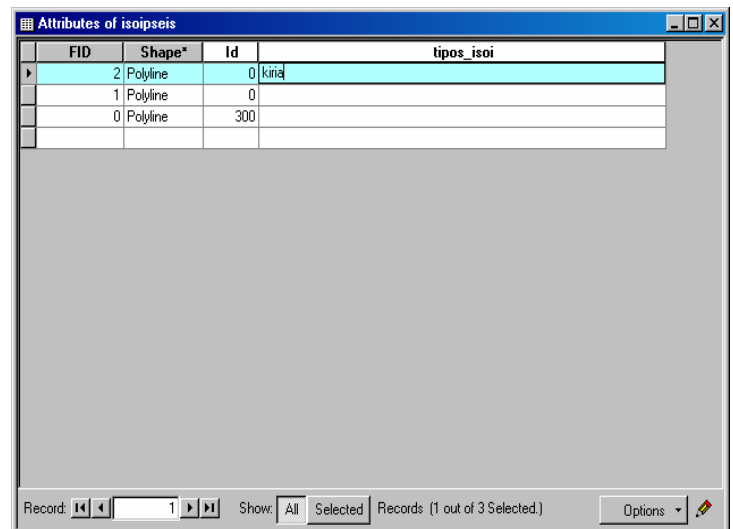 Attributes of isoipseis
FID Shape* Id tipos_isoi
2 Polyline 0 kiria
1 Polyline 0
0 Polyline 300
Record: 1 Show: All Selected Records (1 out of 3 Selected.) Options